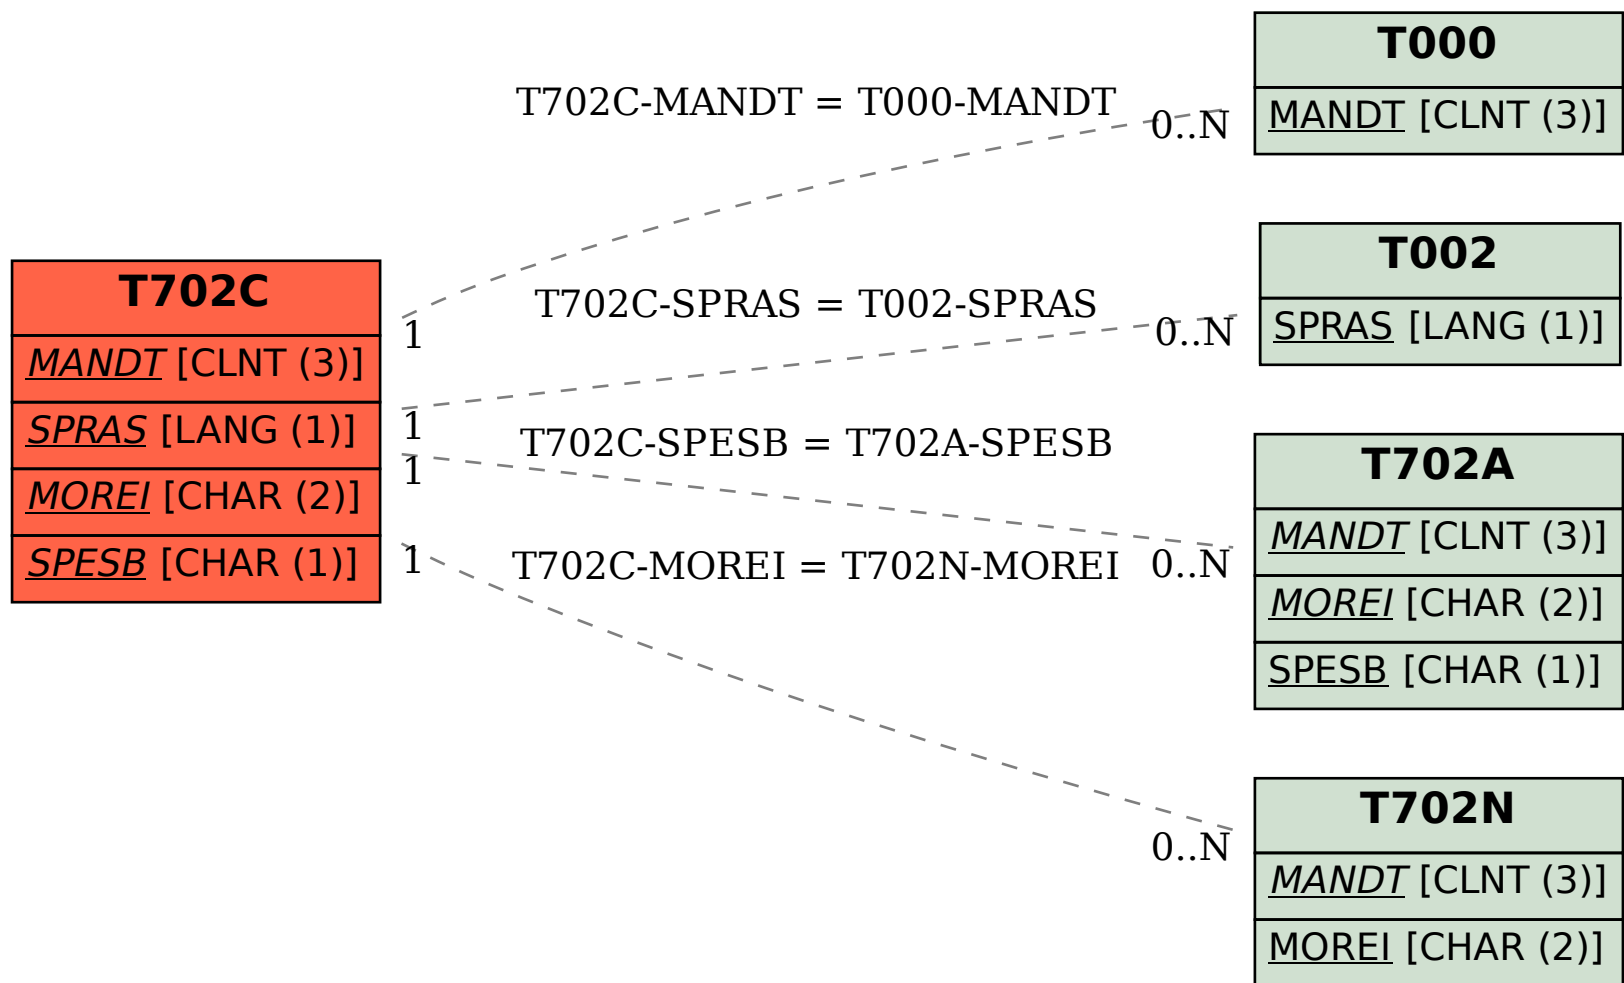 T702C
MANDT [CLNT (3)]
SPRAS [LANG (1)]
MOREI [CHAR (2)]
SPESB [CHAR (1)]
T702C-MANDT = T000-MANDT
0..N
1
T702C-SPRAS = T002-SPRAS
0..N
1
T702C-SPESB = T702A-SPESB
1
0..N
T702C-MOREI = T702N-MOREI
1
0..N
T000
MANDT [CLNT (3)]
T002
SPRAS [LANG (1)]
T702A
MANDT [CLNT (3)]
MOREI [CHAR (2)]
SPESB [CHAR (1)]
T702N
MANDT [CLNT (3)]
MOREI [CHAR (2)]